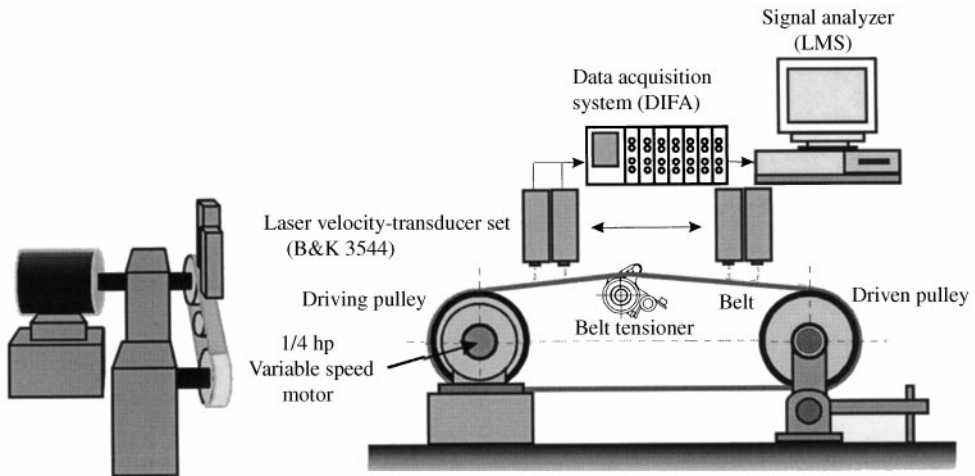 Signal analyzer
(LMS)
Data acquisition
system (DIFA)
Laser velocity-transducer set
(B&K 3544)
Driving pulley
Belt tensioner
Belt
Driven pulley
1/4 hp
Variable speed
motor